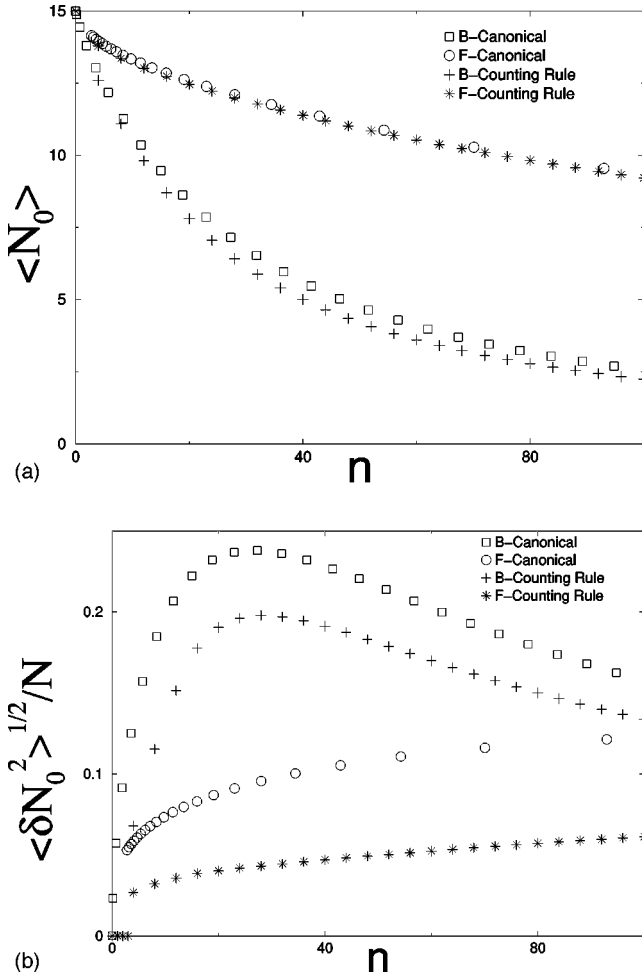 15
B−Canonical
F−Canonical
B−Counting Rule
F−Counting Rule
10
<N₀>
5
0
0
40
80
(a)
n
B−Canonical
F−Canonical
B−Counting Rule
F−Counting Rule
0.2
<δN₀²>¹/²/N
0.1
0
0
40
80
(b)
n